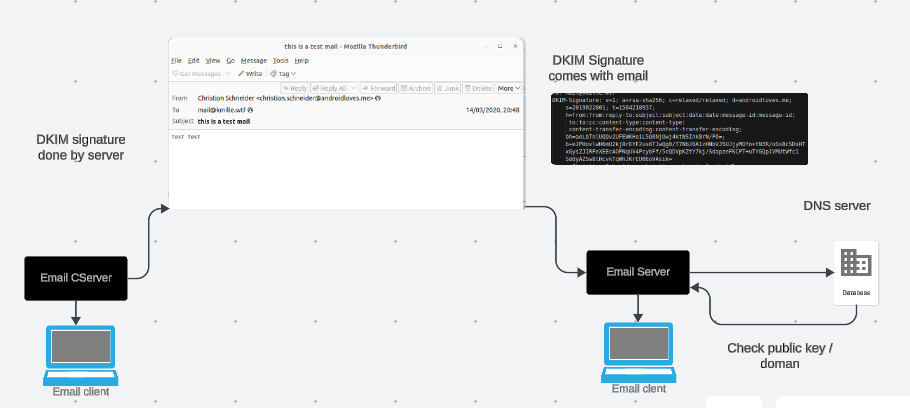 this is a test mail - Mozilla Thunderbird
File Edit View Go Message Tools Help
Get Messages Write Tag
Reply Reply All Forward Archive Junk Delete More
From Christian Schneider <christian.schneider@androidloves.me>
To mail@kmille.wtf 14/03/2020, 20:48
Subject this is a test mail
test test
DKIM Signature
comes with email
DKIM-Signature: v=1; a=rsa-sha256; c=relaxed/relaxed; d=androidloves.me;
s=2019022801; t=1584218937;
h=from:from:reply-to:subject:subject:date:date:message-id:message-id:
to:to:cc:content-type:content-type:
content-transfer-encoding:content-transfer-encoding;
DKIM signature
done by server
DNS server
Email CServer
Email Server
Database
Check public key /
doman
Email client
Email clent